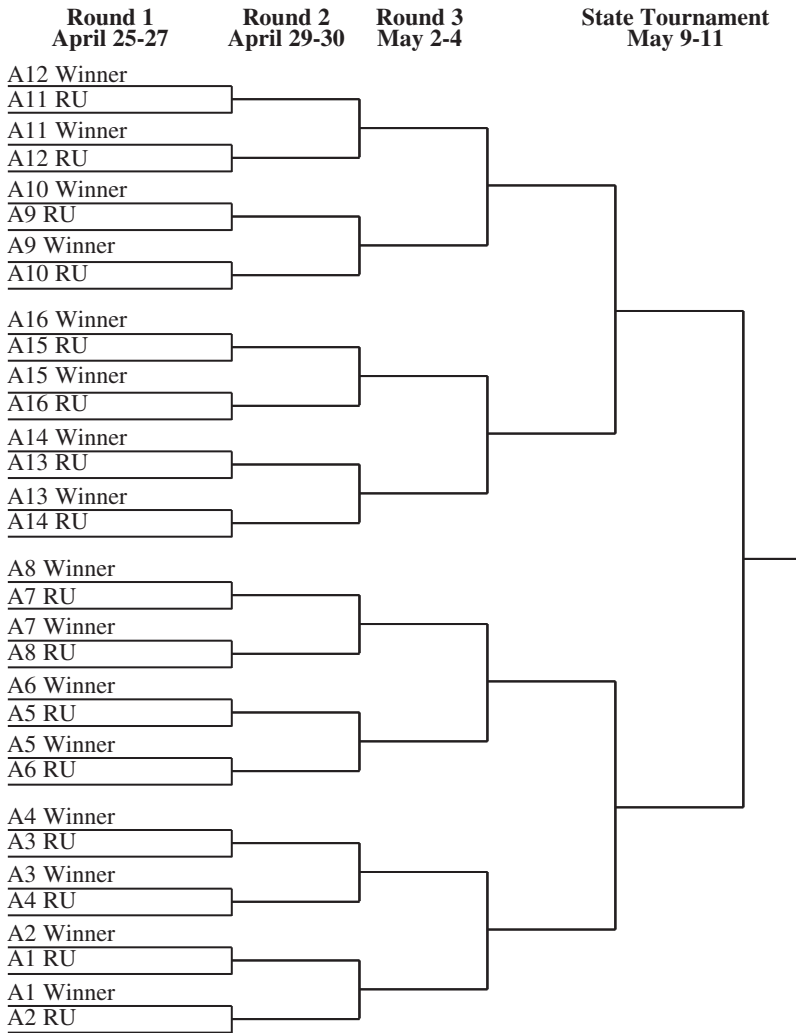 Round 1 Round 2 Round 3 State Tournament
April 25-27 April 29-30 May 2-4 May 9-11
A12 Winner
A11 RU
A11 Winner
A12 RU
A10 Winner
A9 RU
A9 Winner
A10 RU
A16 Winner
A15 RU
A15 Winner
A16 RU
A14 Winner
A13 RU
A13 Winner
A14 RU
A8 Winner
A7 RU
A7 Winner
A8 RU
A6 Winner
A5 RU
A5 Winner
A6 RU
A4 Winner
A3 RU
A3 Winner
A4 RU
A2 Winner
A1 RU
A1 Winner
A2 RU